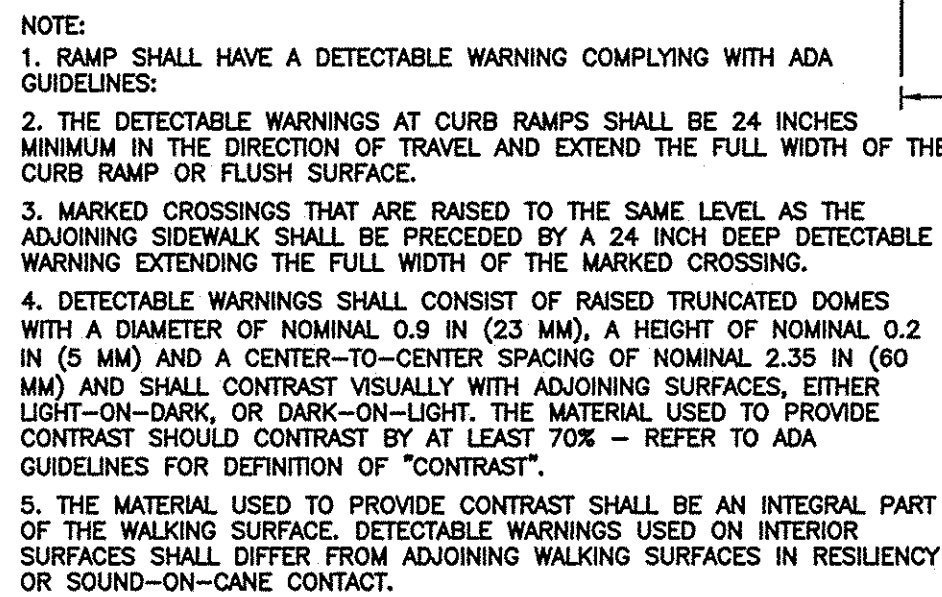 NOTE:
1. RAMP SHALL HAVE A DETECTABLE WARNING COMPLYING WITH ADA
GUIDELINES:
2. THE DETECTABLE WARNINGS AT CURB RAMPS SHALL BE 24 INCHES
MINIMUM IN THE DIRECTION OF TRAVEL AND EXTEND THE FULL WIDTH OF THE
CURB RAMP OR FLUSH SURFACE.
3. MARKED CROSSINGS THAT ARE RAISED TO THE SAME LEVEL AS THE
ADJOINING SIDEWALK SHALL BE PRECEDED BY A 24 INCH DEEP DETECTABLE
WARNING EXTENDING THE FULL WIDTH OF THE MARKED CROSSING.
4. DETECTABLE WARNINGS SHALL CONSIST OF RAISED TRUNCATED DOMES
WITH A DIAMETER OF NOMINAL 0.9 IN (23 MM), A HEIGHT OF NOMINAL 0.2
IN (5 MM) AND A CENTER-TO-CENTER SPACING OF NOMINAL 2.35 IN (60
MM) AND SHALL CONTRAST VISUALLY WITH ADJOINING SURFACES, EITHER
LIGHT-ON-DARK, OR DARK-ON-LIGHT. THE MATERIAL USED TO PROVIDE
CONTRAST SHOULD CONTRAST BY AT LEAST 70% - REFER TO ADA
GUIDELINES FOR DEFINITION OF "CONTRAST".
5. THE MATERIAL USED TO PROVIDE CONTRAST SHALL BE AN INTEGRAL PART
OF THE WALKING SURFACE. DETECTABLE WARNINGS USED ON INTERIOR
SURFACES SHALL DIFFER FROM ADJOINING WALKING SURFACES IN RESILIENCY
OR SOUND-ON-CANE CONTACT.